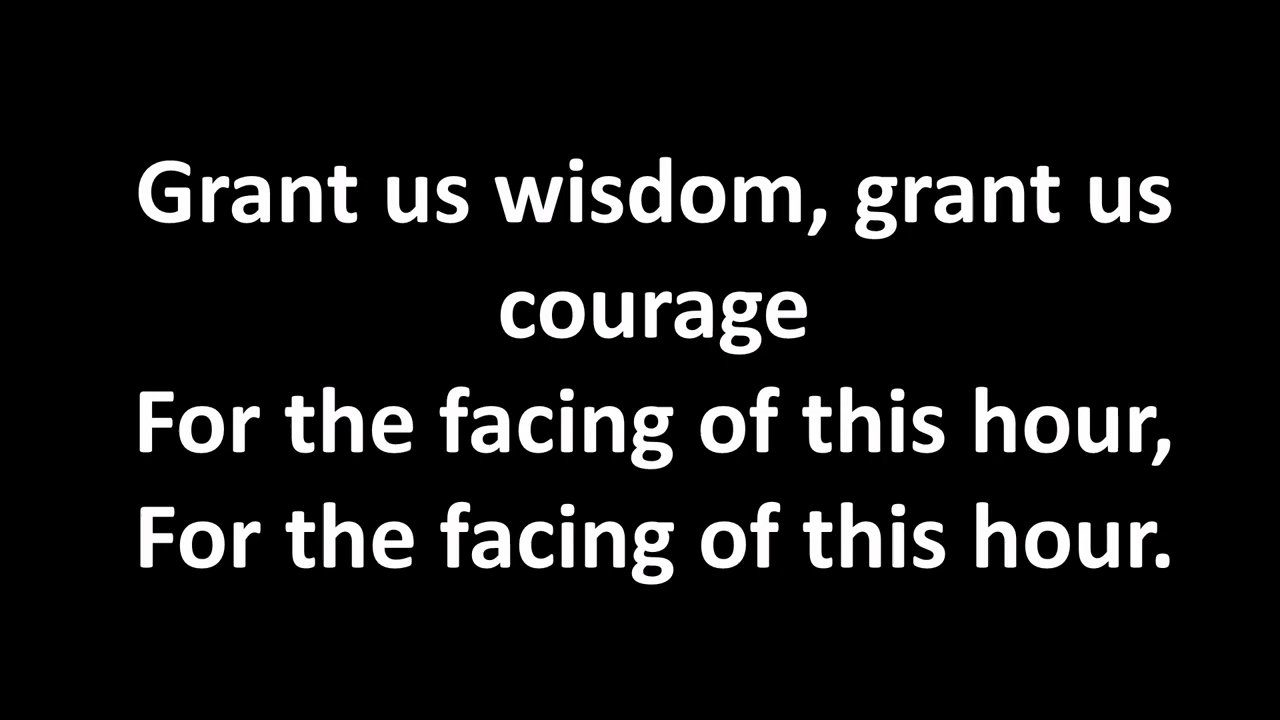 Grant us wisdom, grant us
courage
For the facing of this hour,
For the facing of this hour.